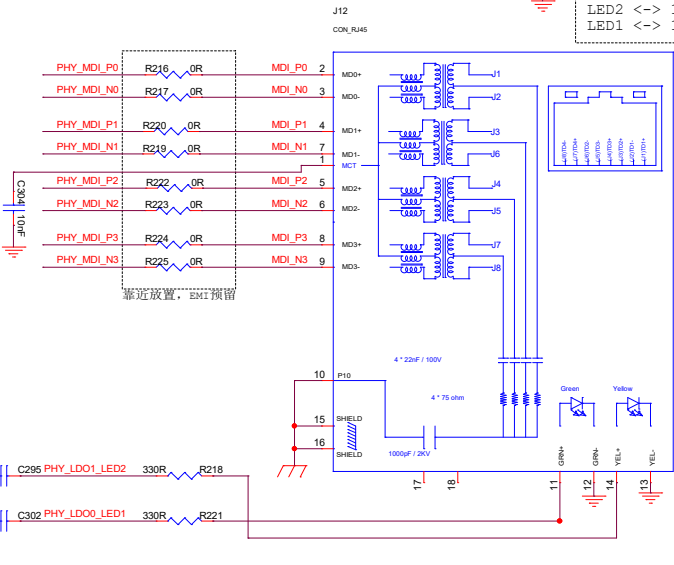 J12
CON_RJ45
LED2 <->
LED1 <->
PHY_MDI_P0 R216 0R MDI_P0 2 MD0+ J1
PHY_MDI_N0 R217 0R MDI_N0 3 MD0- J2
PHY_MDI_P1 R220 0R MDI_P1 4 MD1+ J3
PHY_MDI_N1 R219 0R MDI_N1 7 MD1- J6
1 MCT
PHY_MDI_P2 R222 0R MDI_P2 5 MD2+ J4
PHY_MDI_N2 R223 0R MDI_N2 6 MD2- J5
PHY_MDI_P3 R224 0R MDI_P3 8 MD3+ J7
PHY_MDI_N3 R225 0R MDI_N3 9 MD3- J8
C304
10nF
靠近放置, EMI预留
4 * 22nF / 100V
10 P10
4 * 75 ohm
Green
Yellow
15 SHIELD
16 SHIELD
1000pF / 2KV
GRN+
GRN-
YEL+
YEL-
17
18
11
12
14
13
C295 PHY_LDO1_LED2 330R R218
C302 PHY_LDO0_LED1 330R R221